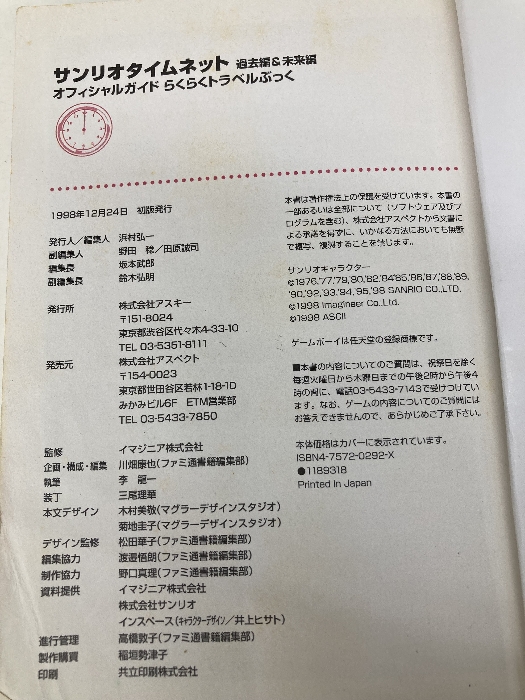 サンリオタイムネット 過去編&未来編
オフィシャルガイド らくらくトラベルぶっく
1998年12月24日 初版発行
発行人/編集人 浜村弘一
副編集人 野田 稔/田原誠司
編集長 坂本武郎
副編集長 鈴木弘明
発行所 株式会社アスキー
〒151-8024
東京都渋谷区代々木4-33-10
TEL 03-5351-8111
発売元 株式会社アスペクト
〒154-0023
東京都世田谷区若林1-18-10
みかみビル6F ETM営業部
TEL 03-5433-7850
監修 イマジニア株式会社
企画・構成・編集 川畑康也(ファミ通書籍編集部)
執筆 李 龍一
装丁 三尾理華
本文デザイン 木村美敬(マグラーデザインスタジオ)
菊地圭子(マグラーデザインスタジオ)
デザイン監修 松田華子(ファミ通書籍編集部)
編集協力 渡邉悟朗(ファミ通書籍編集部)
制作協力 野口真理(ファミ通書籍編集部)
資料提供 イマジニア株式会社
株式会社サンリオ
インスペース(キャラクターデザイン/井上ヒサト)
進行管理 高橋敦子(ファミ通書籍編集部)
製作購買 稲垣勢津子
印刷 共立印刷株式会社
本書は著作権法上の保護を受けています。本書の
一部あるいは全部について(ソフトウェア及びプ
ログラムを含む)、株式会社アスペクトから文書に
よる承諾を得ずに、いかなる方法においても無断
で複写、複製することを禁じます。
サンリオキャラクター
©1976,'77,'79,'80,'82,'84'85,'86,'87,'88,'89,
'90,'92,'93,'94,'95,'98 SANRIO CO.,LTD.
©1998 Imagineer Co.,Ltd.
©1998 ASCII
ゲームボーイは任天堂の登録商標です。
■本書の内容についてのご質問は、祝祭日を除く
毎週火曜日から木曜日までの午後2時から午後4
時の間に、電話03-5433-7143で受けつけてい
ます。なお、ゲームの内容についてのご質問には
お答えできませんので、あらかじめご了承下さい。
本体価格はカバーに表示されています。
ISBN4-7572-0292-X
●1189318
Printed in Japan